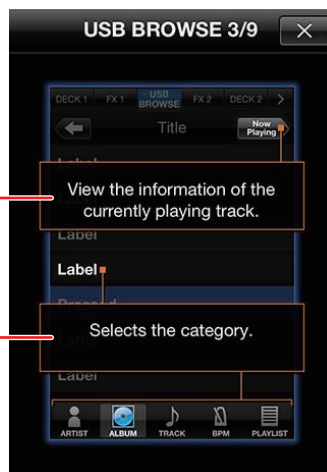 USB BROWSE 3/9
DECK 1 FX 1 USB BROWSE FX 2 DECK 2
Title
Now Playing
Label
View the information of the
currently playing track.
Label
Label
Pressed
Selects the category.
Label
ARTIST ALBUM TRACK BPM PLAYLIST